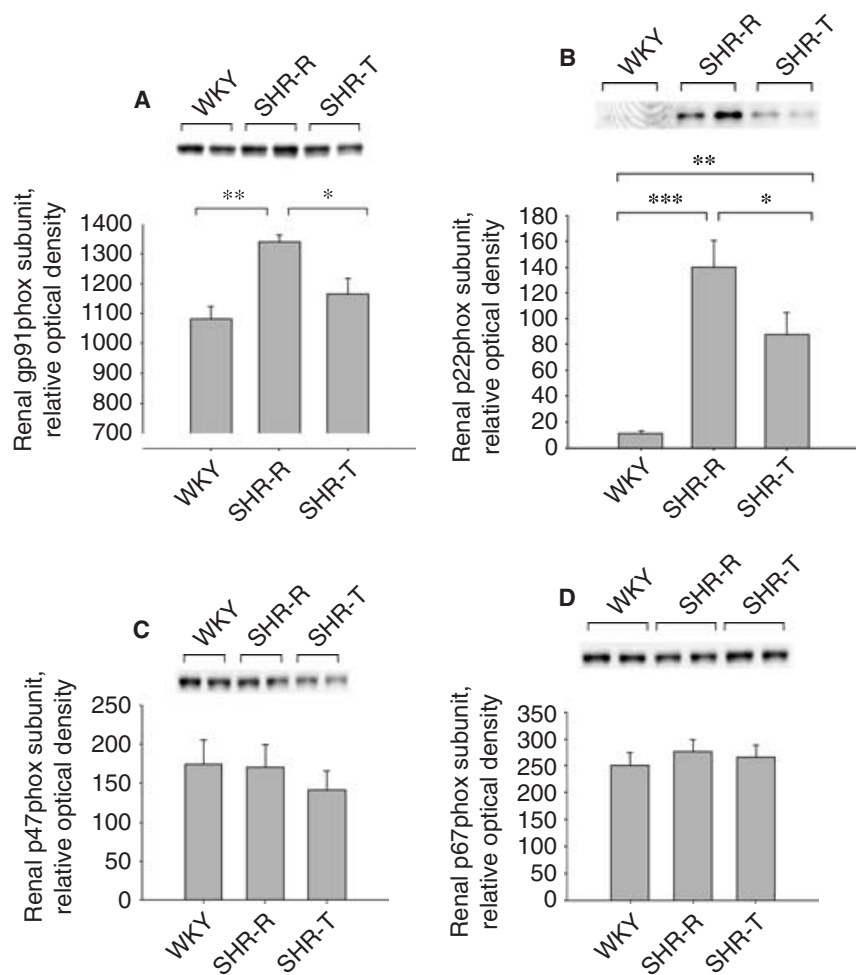 A
WKY
SHR-R
SHR-T
**
*
Renal gp91phox subunit,
relative optical density
1400
1300
1200
1100
1000
900
800
700
WKY
SHR-R
SHR-T
B
WKY
SHR-R
SHR-T
**
***
*
Renal p22phox subunit,
relative optical density
180
160
140
120
100
80
60
40
20
0
WKY
SHR-R
SHR-T
C
WKY
SHR-R
SHR-T
Renal p47phox subunit,
relative optical density
250
200
150
100
50
0
WKY
SHR-R
SHR-T
D
WKY
SHR-R
SHR-T
Renal p67phox subunit,
relative optical density
350
300
250
200
150
100
50
0
WKY
SHR-R
SHR-T